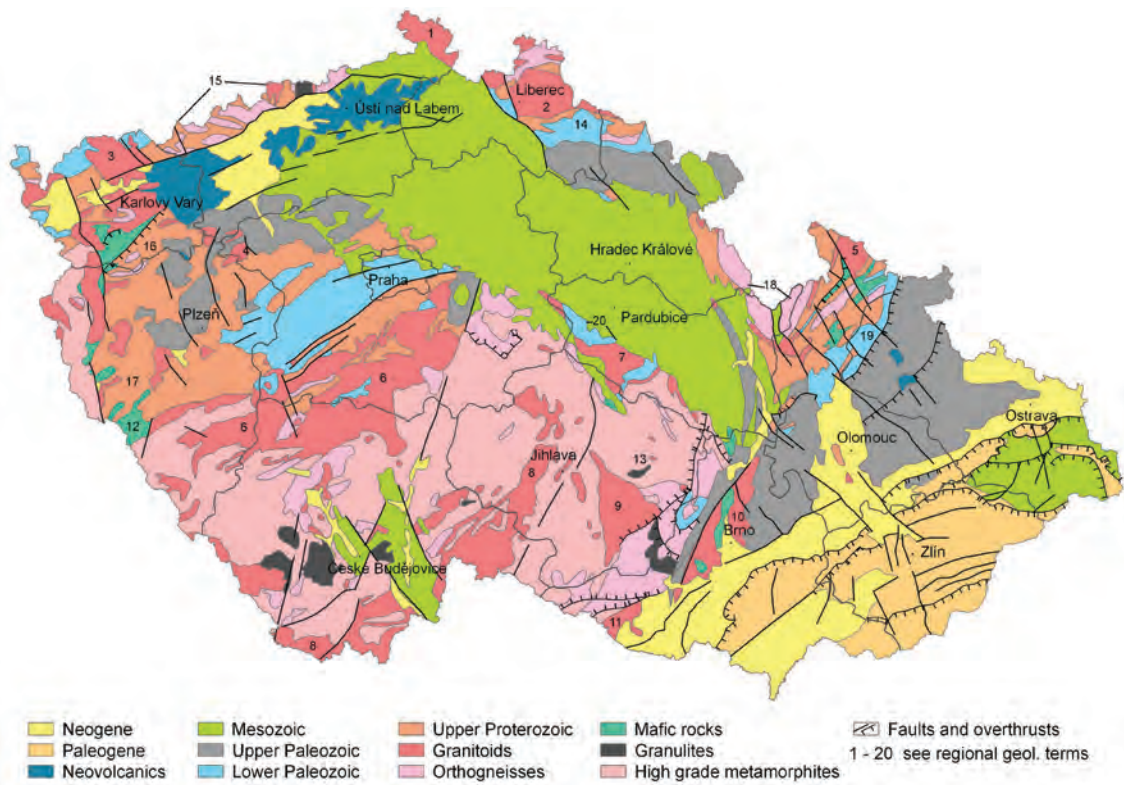 1
15
Liberec
2
Ústí nad Labem
14
3
Karlovy Vary
16
4
Hradec Králové
5
Praha
18
Plzeň
20
Pardubice
19
7
17
6
12
6
Ostrava
Olomouc
Jihlava
13
8
9
10
Brno
Zlín
České Budějovice
11
8
Neogene Mesozoic Upper Proterozoic Mafic rocks Faults and overthrusts
Paleogene Upper Paleozoic Granitoids Granulites 1 - 20 see regional geol. terms
Neovolcanics Lower Paleozoic Orthogneisses High grade metamorphites